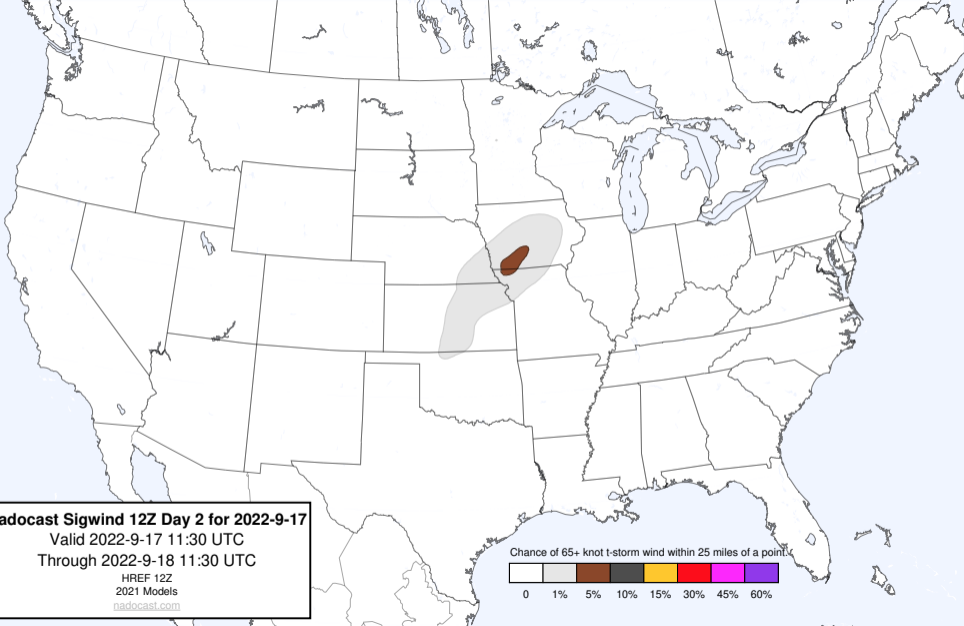 adocast Sigwind 12Z Day 2 for 2022-9-17
Valid 2022-9-17 11:30 UTC
Through 2022-9-18 11:30 UTC
HREF 12Z
2021 Models
nadocast.com
Chance of 65+ knot t-storm wind within 25 miles of a point.
0 1% 5% 10% 15% 30% 45% 60%